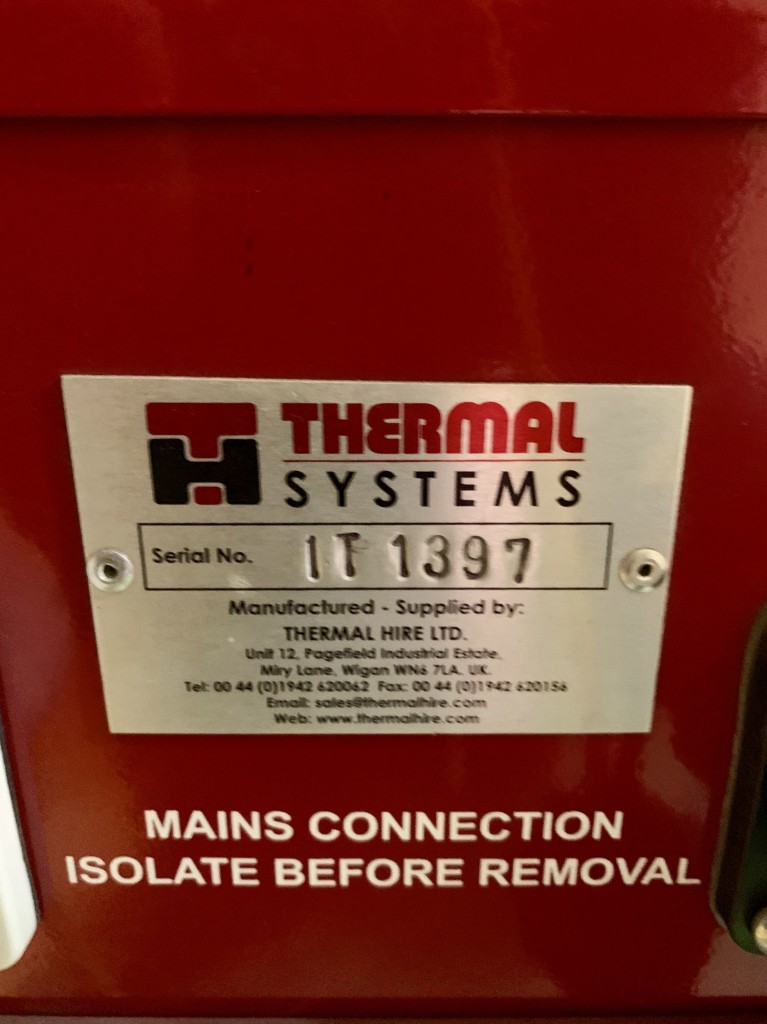 TH THERMAL
SYSTEMS
Serial No. 1T 1397
Manufactured - Supplied by:
THERMAL HIRE LTD.
Unit 12, Pagefield Industrial Estate,
Miry Lane, Wigan WN6 7LA. UK.
Tel: 00 44 (0)1942 620062 Fax: 00 44 (0)1942 620156
Email: sales@thermalhire.com
Web: www.thermalhire.com
MAINS CONNECTION
ISOLATE BEFORE REMOVAL